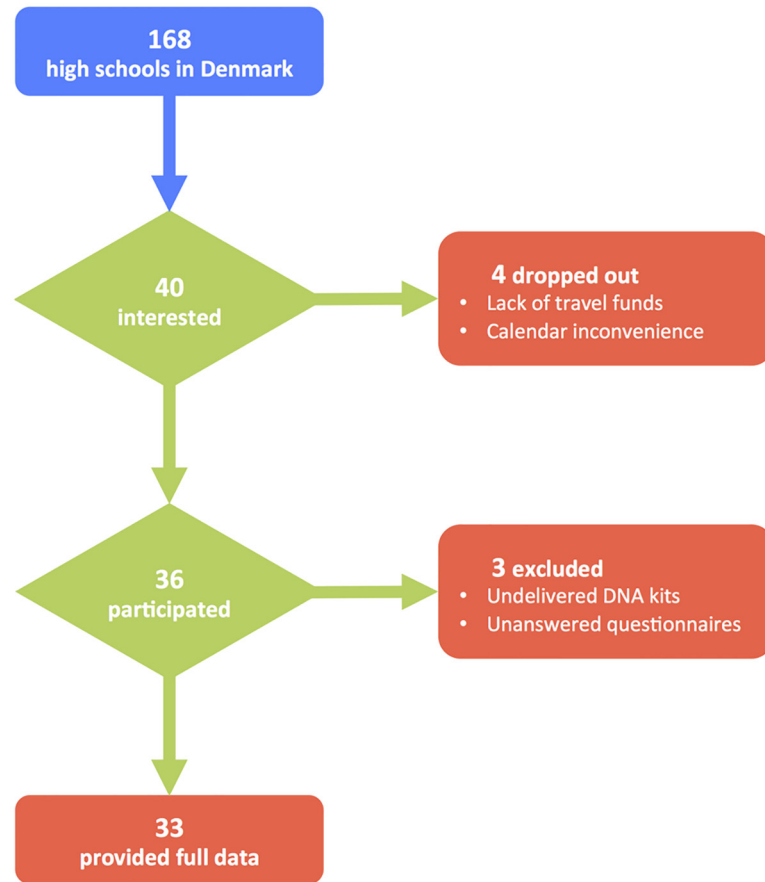 168
high schools in Denmark
40
interested
4 dropped out
• Lack of travel funds
• Calendar inconvenience
36
participated
3 excluded
• Undelivered DNA kits
• Unanswered questionnaires
33
provided full data